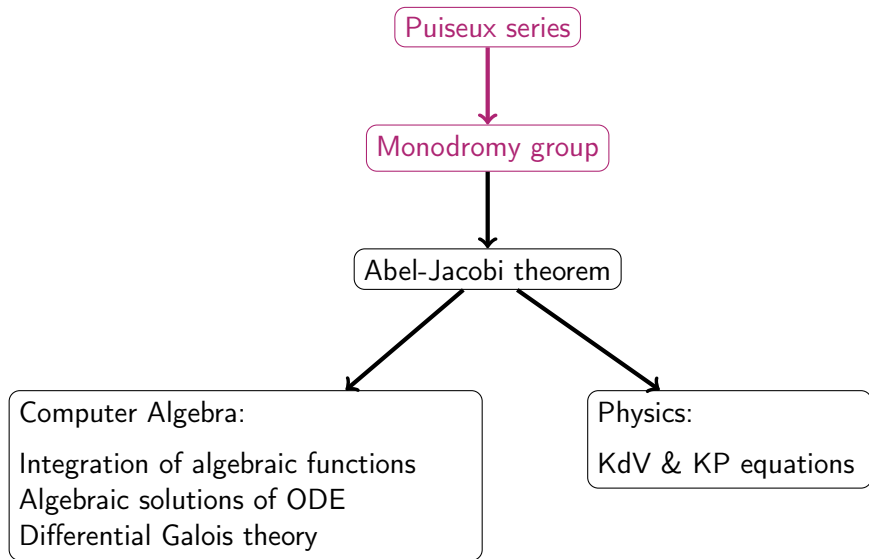 Puiseux series
Monodromy group
Abel-Jacobi theorem
Computer Algebra:
Integration of algebraic functions
Algebraic solutions of ODE
Differential Galois theory
Physics:
KdV & KP equations